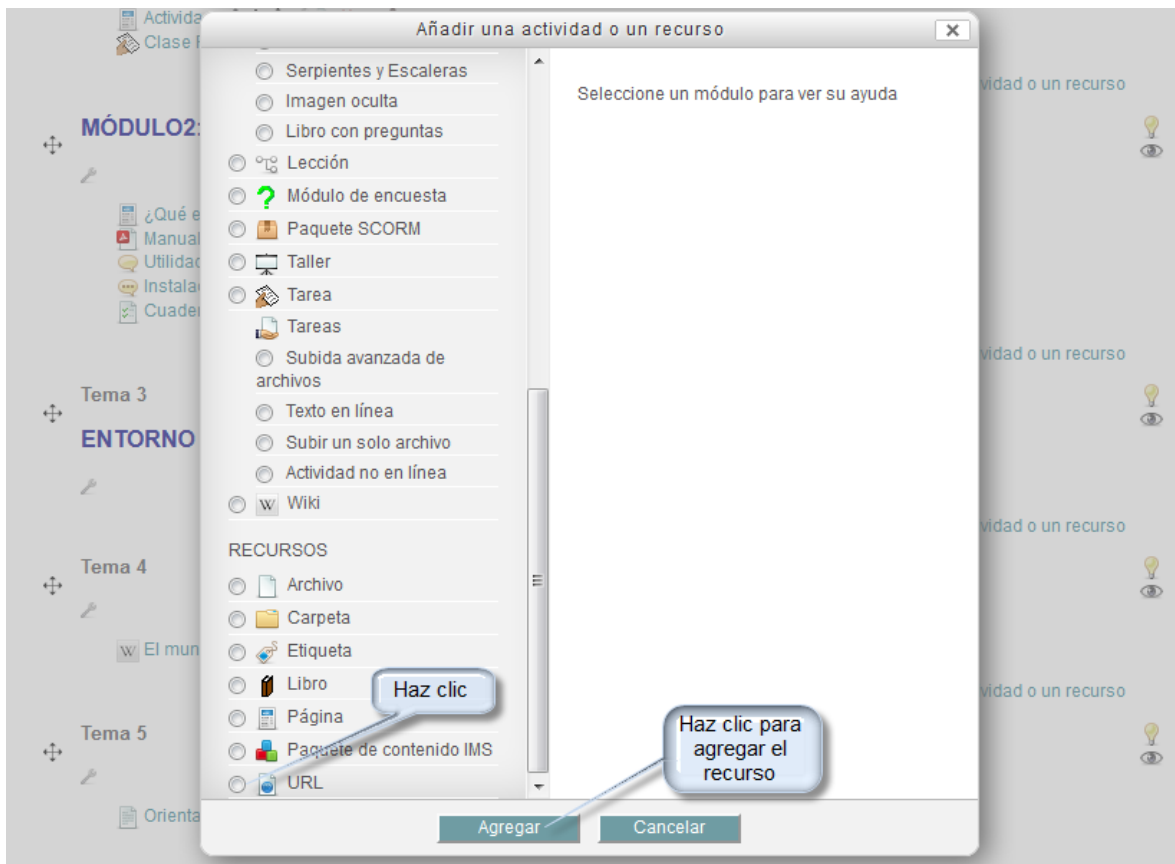 Activida
Clase
Añadir una actividad o un recurso
Serpientes y Escaleras
Imagen oculta
Libro con preguntas
Lección
Módulo de encuesta
Paquete SCORM
Taller
Tarea
Tareas
Subida avanzada de
archivos
Texto en línea
Subir un solo archivo
Actividad no en línea
Wiki
RECURSOS
Archivo
Carpeta
Etiqueta
Libro
Página
Paquete de contenido IMS
URL
Seleccione un módulo para ver su ayuda
Haz clic
Haz clic para
agregar el
recurso
Agregar
Cancelar
vidad o un recurso
MÓDULO2:
¿Qué e
Manual
Utilidad
Instala
Cuader
vidad o un recurso
Tema 3
ENTORNO
vidad o un recurso
Tema 4
El mun
vidad o un recurso
Tema 5
Orienta